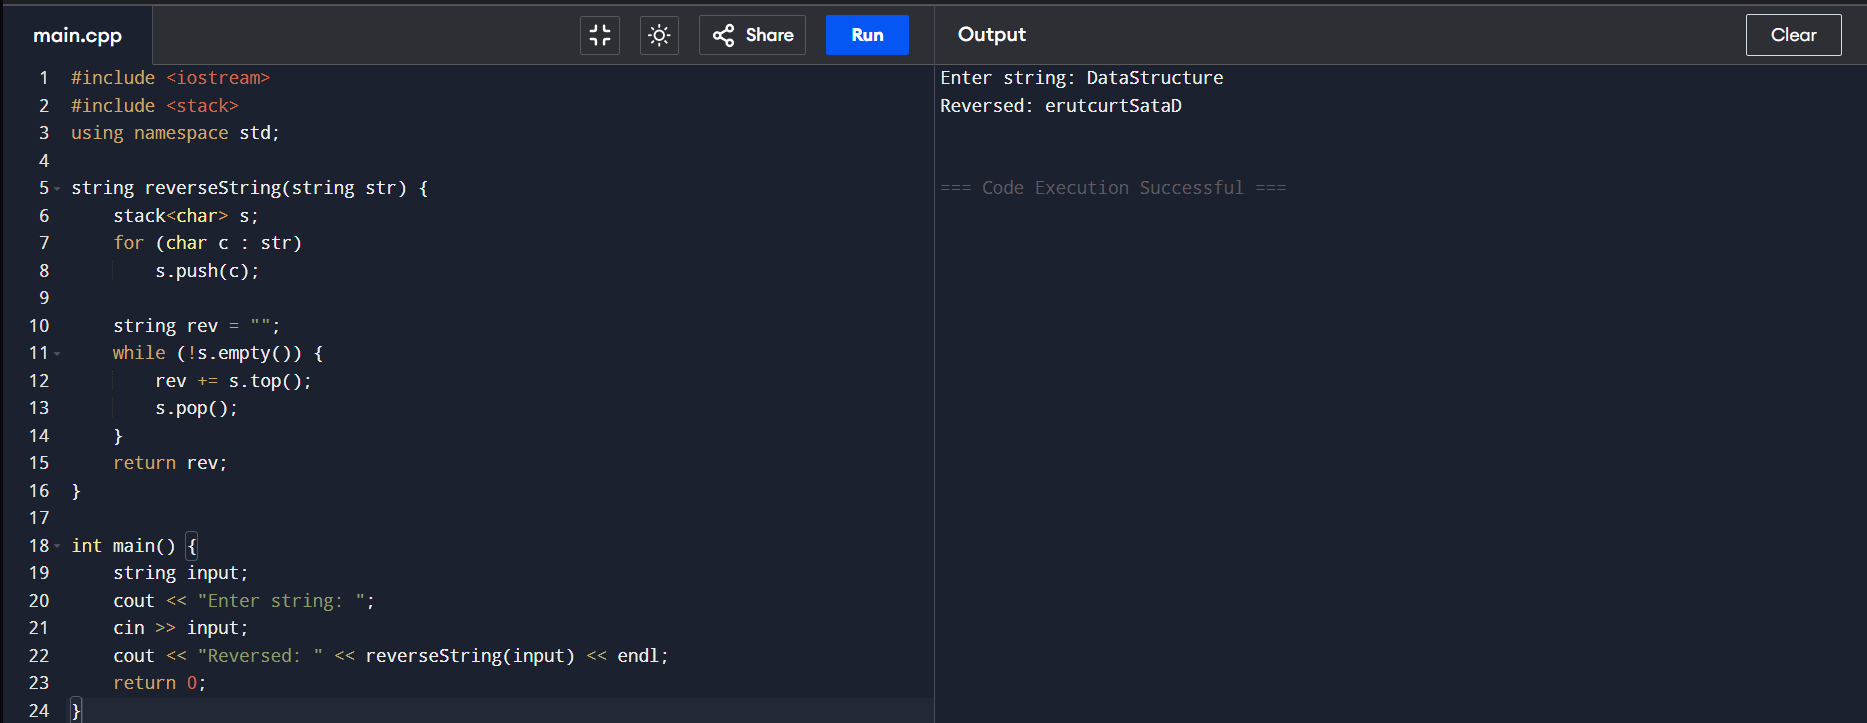 main.cpp
Share
Run
Output
Clear
1 #include <iostream>
2 #include <stack>
3 using namespace std;
4
5 string reverseString(string str) {
6     stack<char> s;
7     for (char c : str)
8         s.push(c);
9
10     string rev = "";
11     while (!s.empty()) {
12         rev += s.top();
13         s.pop();
14     }
15     return rev;
16 }
17
18 int main() {
19     string input;
20     cout << "Enter string: ";
21     cin >> input;
22     cout << "Reversed: " << reverseString(input) << endl;
23     return 0;
24 }
Enter string: DataStructure
Reversed: erutcurtSataD
=== Code Execution Successful ===